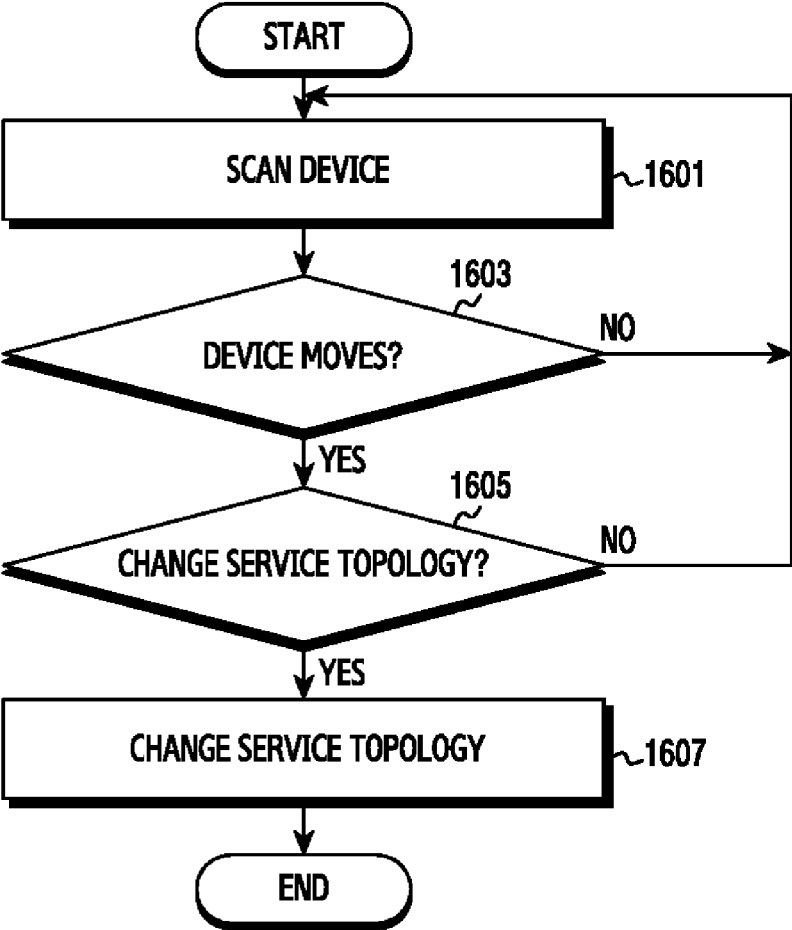 START
SCAN DEVICE
1601
1603
DEVICE MOVES?
NO
YES
1605
CHANGE SERVICE TOPOLOGY?
NO
YES
CHANGE SERVICE TOPOLOGY
1607
END